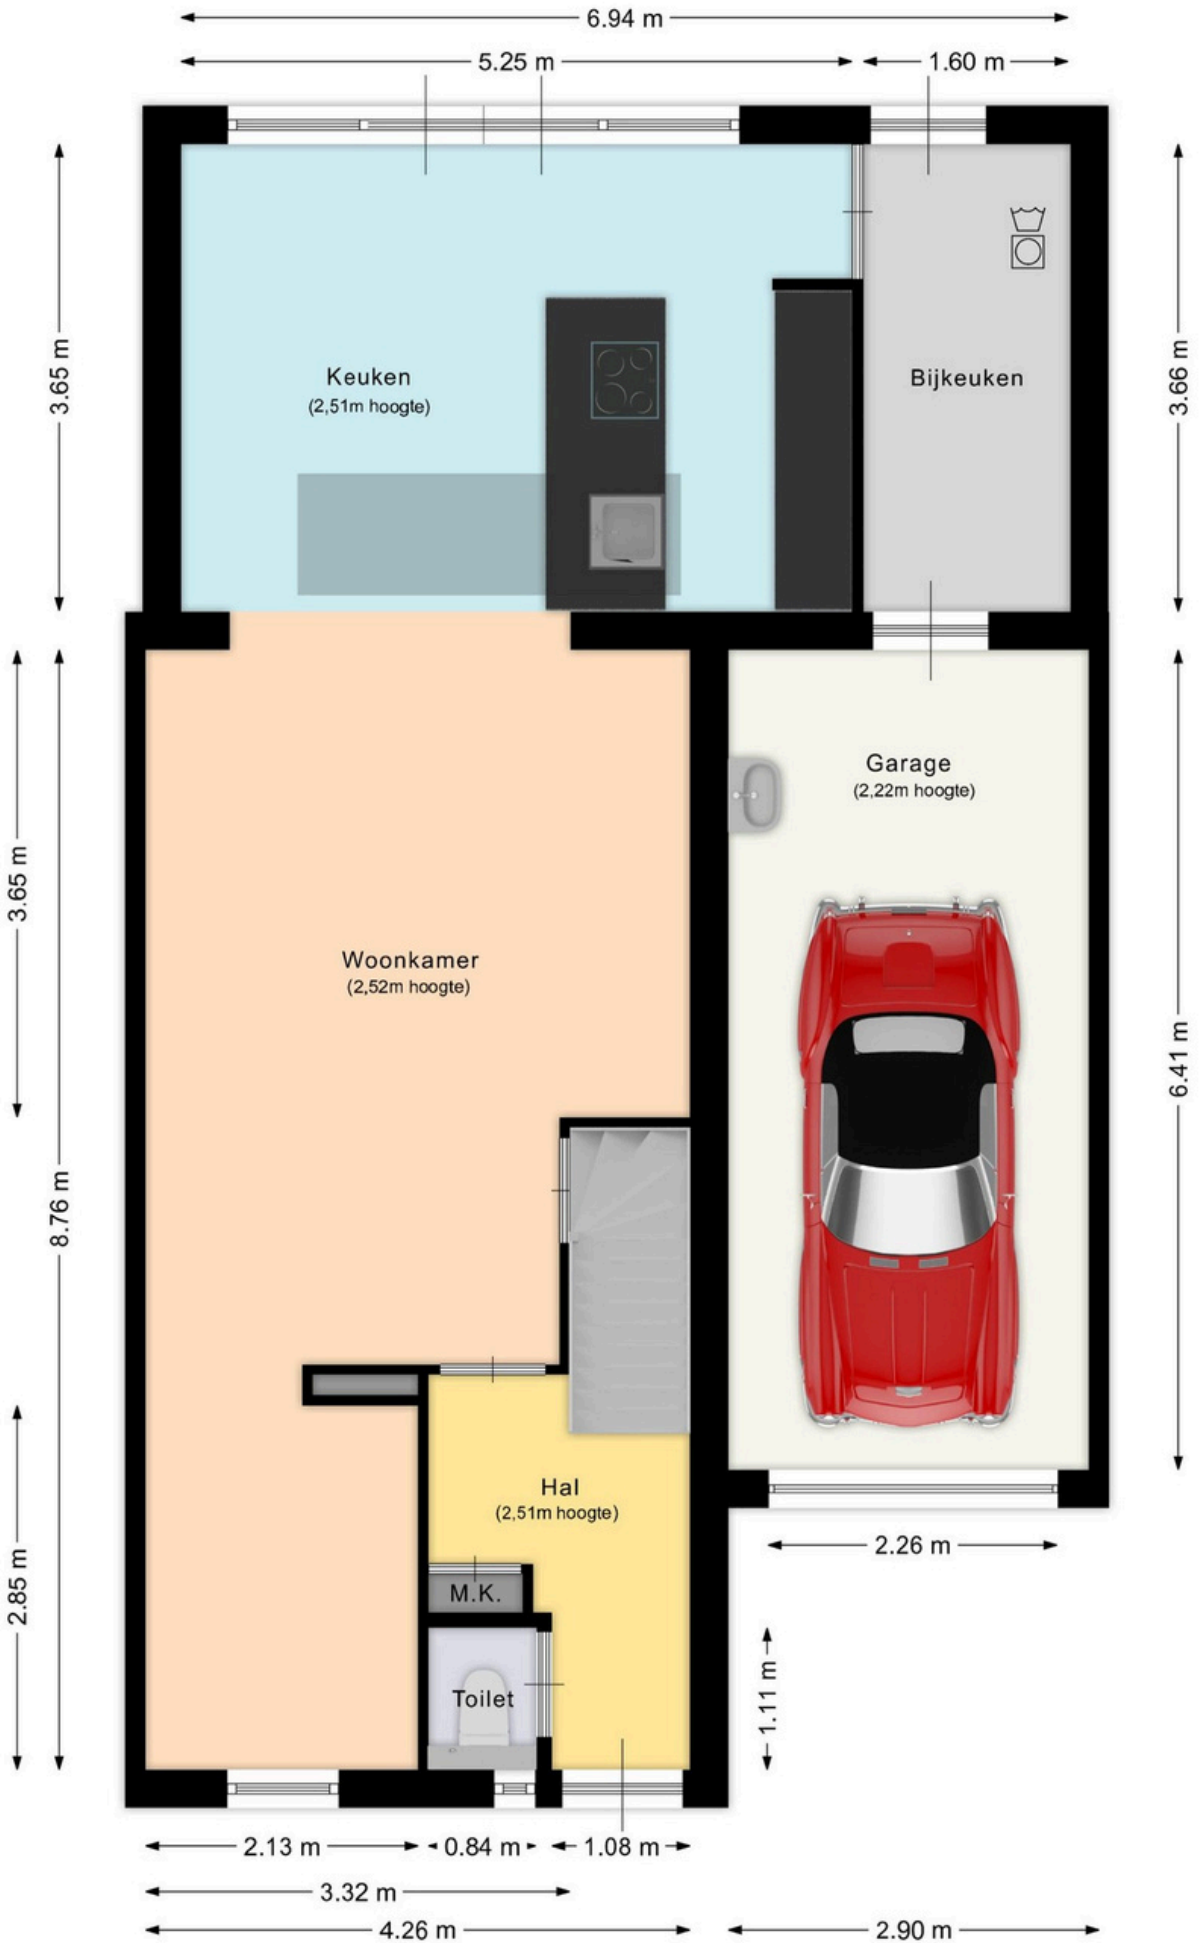 6.94 m
5.25 m
1.60 m
3.65 m
Keuken
(2,51m hoogte)
Bijkeuken
3.66 m
Garage
(2,22m hoogte)
3.65 m
Woonkamer
(2,52m hoogte)
6.41 m
8.76 m
Hal
(2,51m hoogte)
2.26 m
2.85 m
M.K.
Toilet
1.11 m
2.13 m
0.84 m
1.08 m
3.32 m
4.26 m
2.90 m